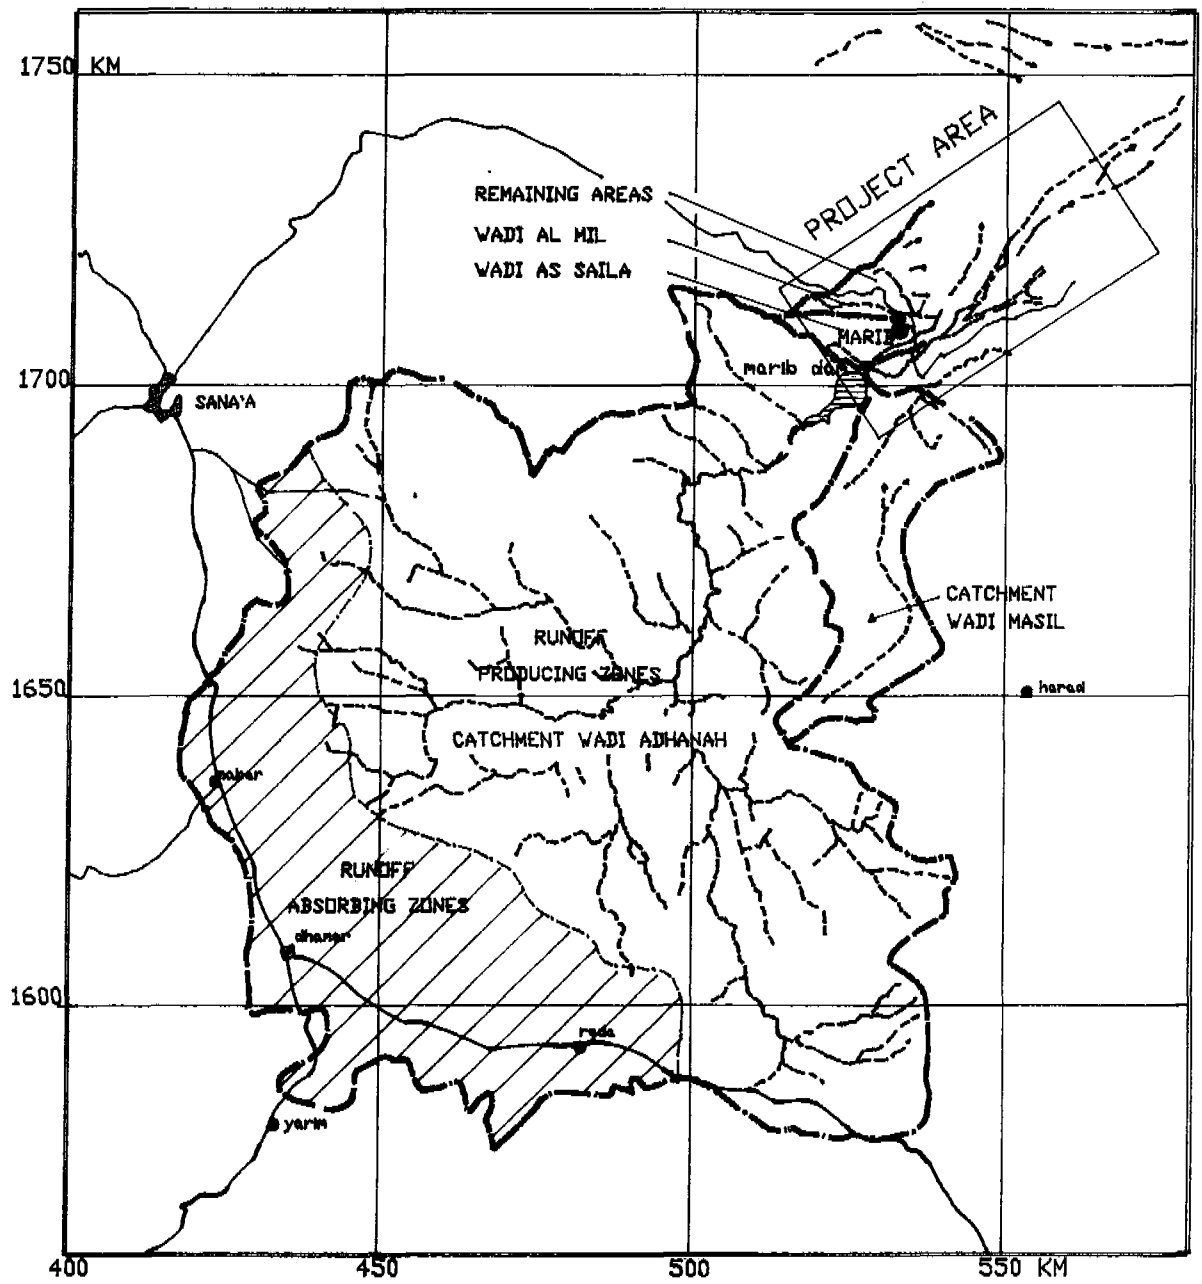 1750 KM
PROJECT AREA
REMAINING AREAS
WADI AL MIL
WADI AS SAILA
MARIB
marib dam
1700
SANA'A
CATCHMENT
WADI MASIL
RUNOFF
PRODUCING ZONES
1650
harad
CATCHMENT WADI ADHANAH
mabar
RUNOFF
ABSORBING ZONES
dhamar
1600
rada
yarim
400
450
500
550 KM